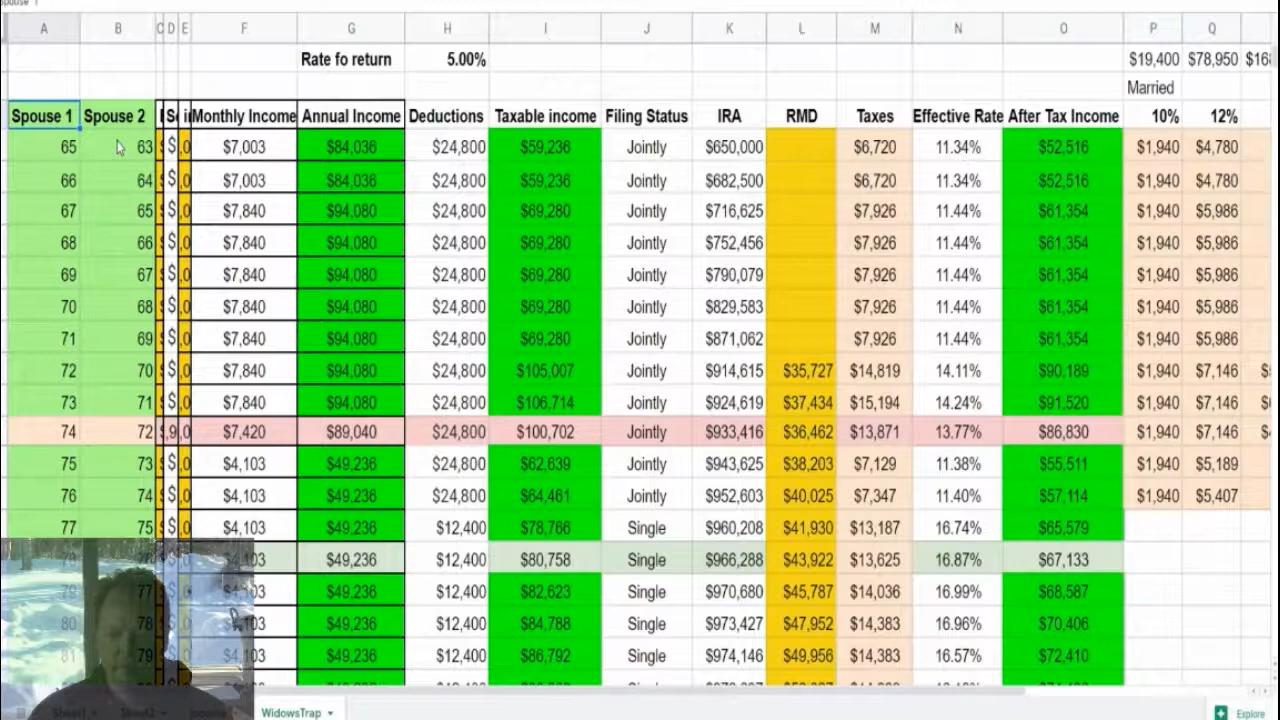 A B C D E F G H I J K L M N O P Q
Rate fo return 5.00% $19,400 $78,950
Married
Spouse 1 Spouse 2 Monthly Income Annual Income Deductions Taxable income Filing Status IRA RMD Taxes Effective Rate After Tax Income 10% 12%
65 63 $ $7,003 $84,036 $24,800 $59,236 Jointly $650,000 $6,720 11.34% $52,516 $1,940 $4,780
66 64 $ $7,003 $84,036 $24,800 $59,236 Jointly $682,500 $6,720 11.34% $52,516 $1,940 $4,780
67 65 $ $7,840 $94,080 $24,800 $69,280 Jointly $716,625 $7,926 11.44% $61,354 $1,940 $5,986
68 66 $ $7,840 $94,080 $24,800 $69,280 Jointly $752,456 $7,926 11.44% $61,354 $1,940 $5,986
69 67 $ $7,840 $94,080 $24,800 $69,280 Jointly $790,079 $7,926 11.44% $61,354 $1,940 $5,986
70 68 $ $7,840 $94,080 $24,800 $69,280 Jointly $829,583 $7,926 11.44% $61,354 $1,940 $5,986
71 69 $ $7,840 $94,080 $24,800 $69,280 Jointly $871,062 $7,926 11.44% $61,354 $1,940 $5,986
72 70 $ $7,840 $94,080 $24,800 $105,007 Jointly $914,615 $35,727 $14,819 14.11% $90,189 $1,940 $7,146
73 71 $ $7,840 $94,080 $24,800 $106,714 Jointly $924,619 $37,434 $15,194 14.24% $91,520 $1,940 $7,146
74 72 $7,420 $89,040 $24,800 $100,702 Jointly $933,416 $36,462 $13,871 13.77% $86,830 $1,940 $7,146
75 73 $ $4,103 $49,236 $24,800 $62,639 Jointly $943,625 $38,203 $7,129 11.38% $55,511 $1,940 $5,189
76 74 $ $4,103 $49,236 $24,800 $64,461 Jointly $952,603 $40,025 $7,347 11.40% $57,114 $1,940 $5,407
77 75 $ $4,103 $49,236 $12,400 $78,766 Single $960,208 $41,930 $13,187 16.74% $65,579
$4,103 $49,236 $12,400 $80,758 Single $966,288 $43,922 $13,625 16.87% $67,133
79 77 $49,236 $12,400 $82,623 Single $970,680 $45,787 $14,036 16.99% $68,587
80 78 $49,236 $12,400 $84,788 Single $973,427 $47,952 $14,383 16.96% $70,406
81 79 $4,103 $49,236 $12,400 $86,792 Single $974,146 $49,956 $14,383 16.57% $72,410
WidowsTrap Explore